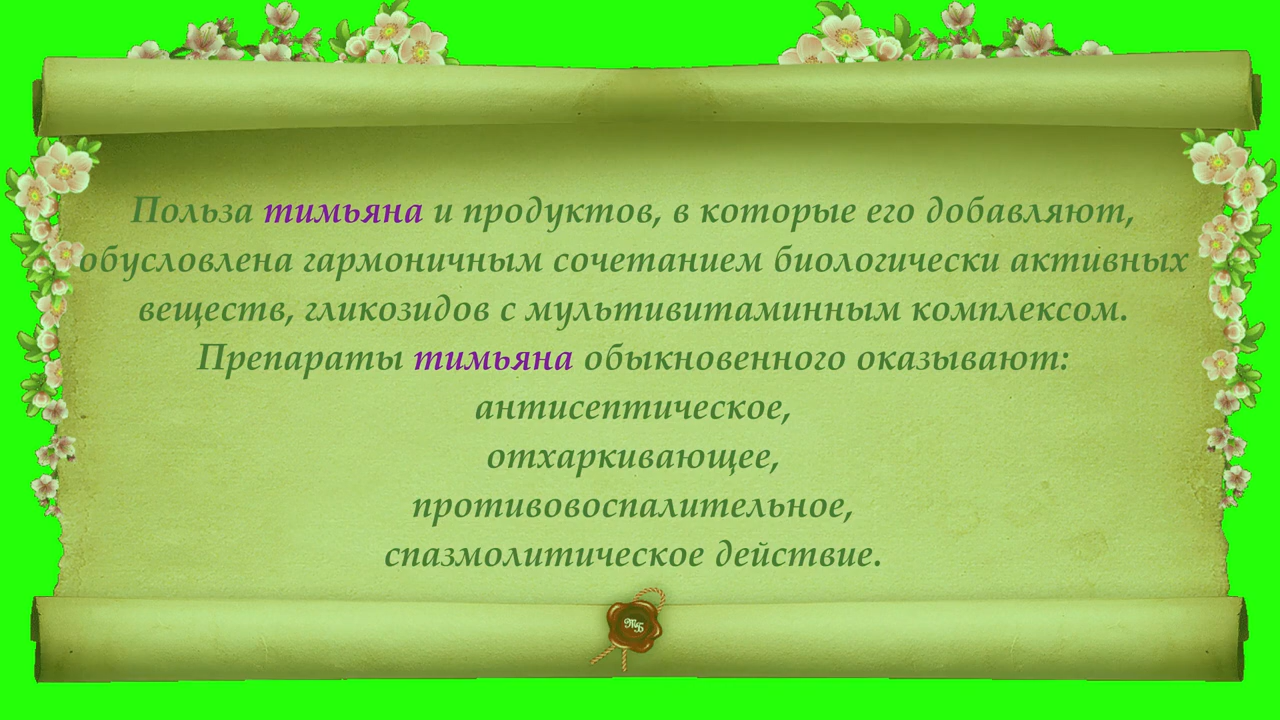 Польза тимьяна и продуктов, в которые его добавляют,
обусловлена гармоничным сочетанием биологически активных
веществ, гликозидов с мультивитаминным комплексом.
Препараты тимьяна обыкновенного оказывают:
антисептическое,
отхаркивающее,
противовоспалительное,
спазмолитическое действие.